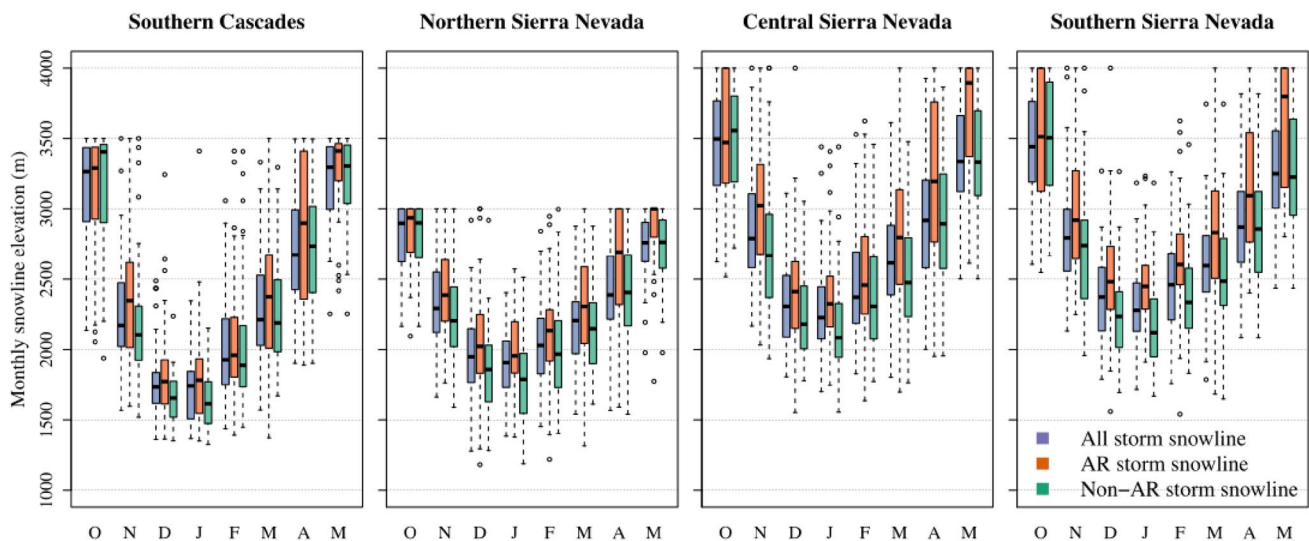 Southern Cascades
Northern Sierra Nevada
Central Sierra Nevada
Southern Sierra Nevada
Monthly snowline elevation (m)
4000
3500
3000
2500
2000
1500
1000
All storm snowline
AR storm snowline
Non−AR storm snowline
O N D J F M A M
O N D J F M A M
O N D J F M A M
O N D J F M A M